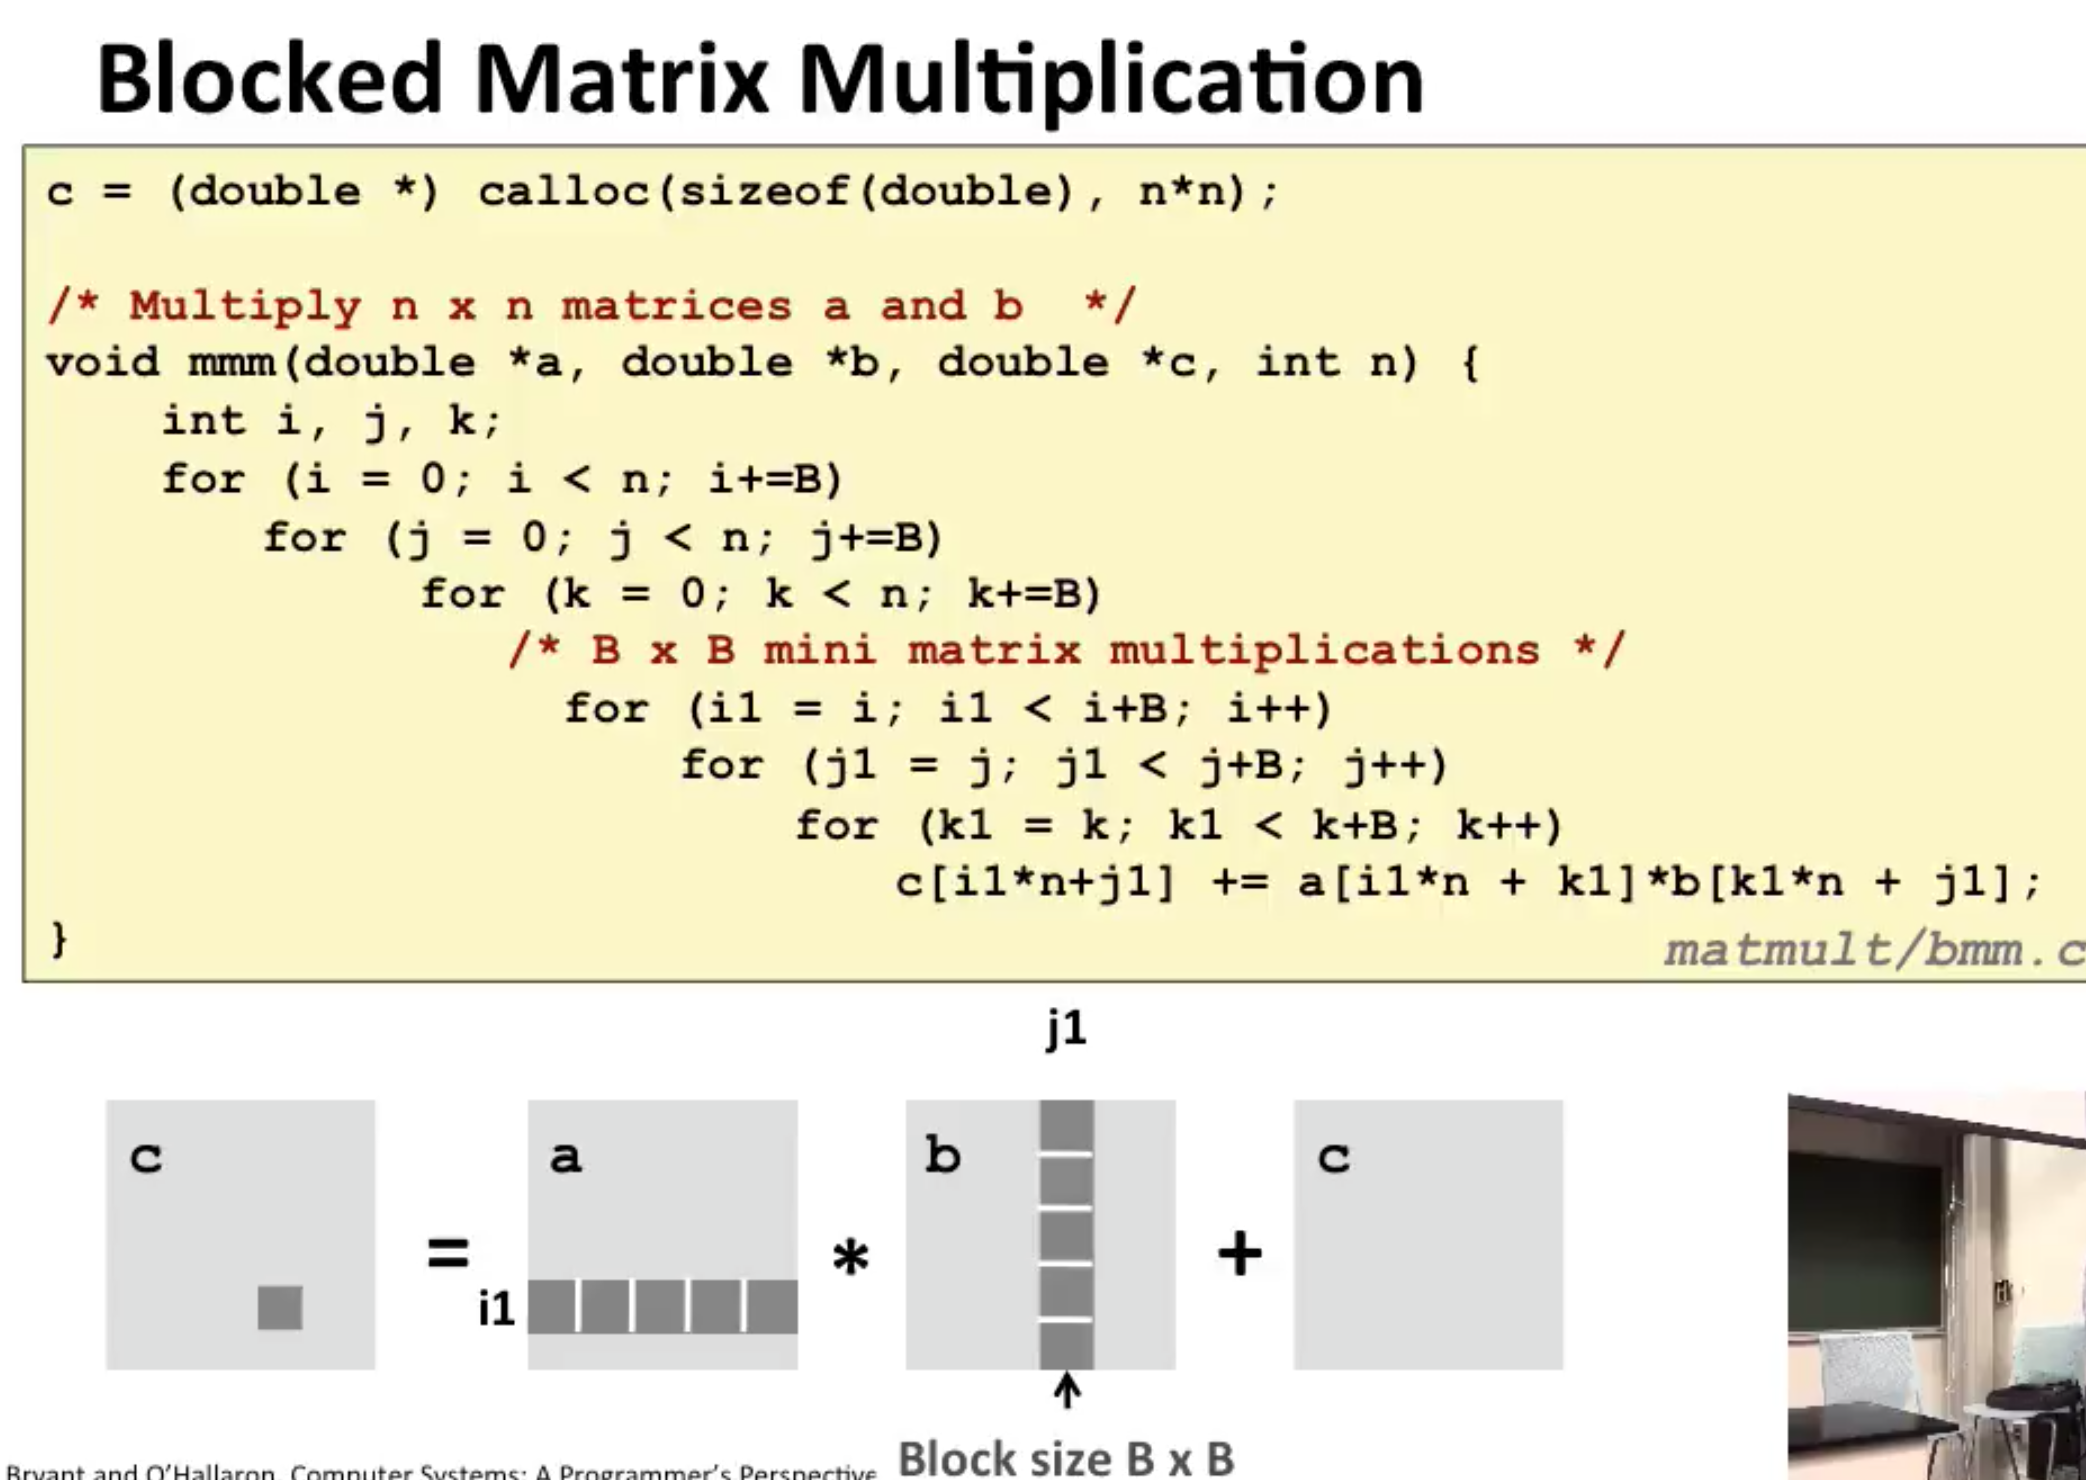 Blocked Matrix Multiplication
c = (double *) calloc(sizeof(double), n*n);
/* Multiply n x n matrices a and b  */
void mmm(double *a, double *b, double *c, int n) {
    int i, j, k;
    for (i = 0; i < n; i+=B)
        for (j = 0; j < n; j+=B)
            for (k = 0; k < n; k+=B)
                /* B x B mini matrix multiplications */
                for (i1 = i; i1 < i+B; i++)
                    for (j1 = j; j1 < j+B; j++)
                        for (k1 = k; k1 < k+B; k++)
                            c[i1*n+j1] += a[i1*n + k1]*b[k1*n + j1];
}
matmult/bmm.c
j1
c
=
i1
a
*
b
+
c
Block size B x B
Bryant and O'Hallaron, Computer Systems: A Programmer's Perspective